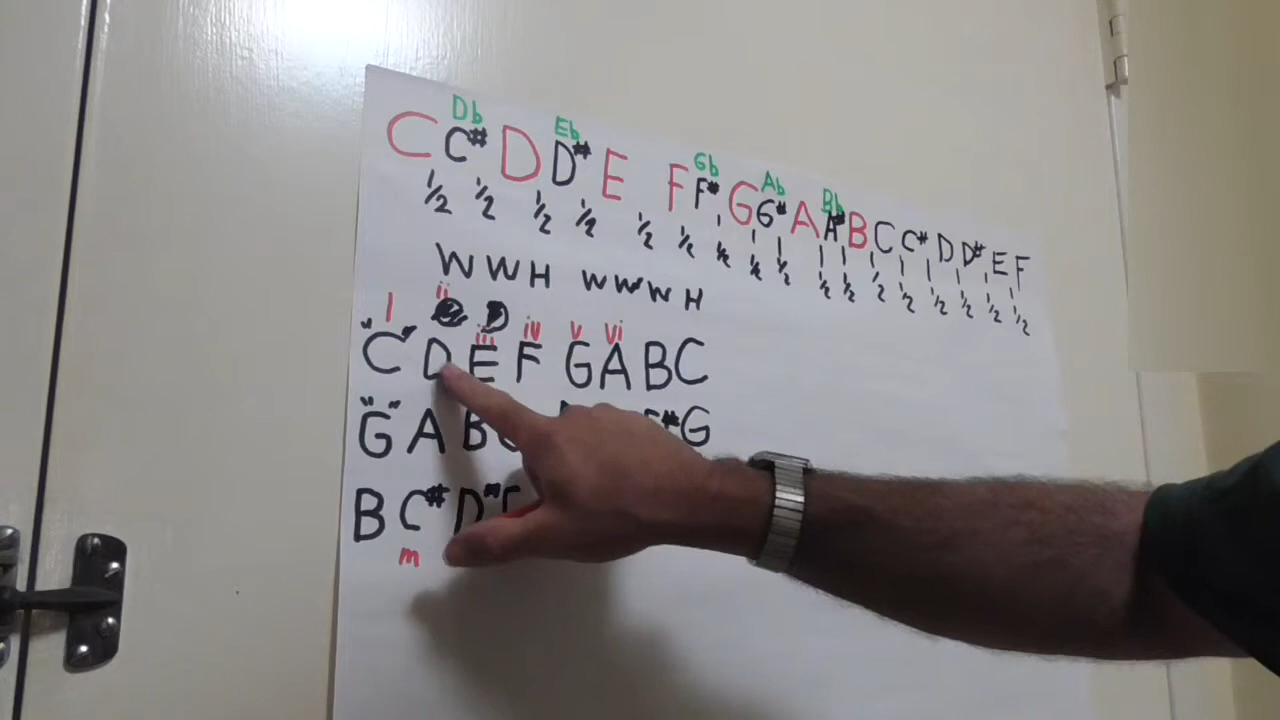 Db Eb Gb Ab Bb
C C# D D# E F F# G G# A A# B C C# D D# E F
1/2 1/2 1/2 1/2 1/2 1/2 1/2 1/2 1/2 1/2 1/2 1/2 1/2 1/2 1/2 1/2 1/2
W W H W W W H
I ii iii iv v vi
"C" D E F G A B C
"G" A B # G
B C# D#
m